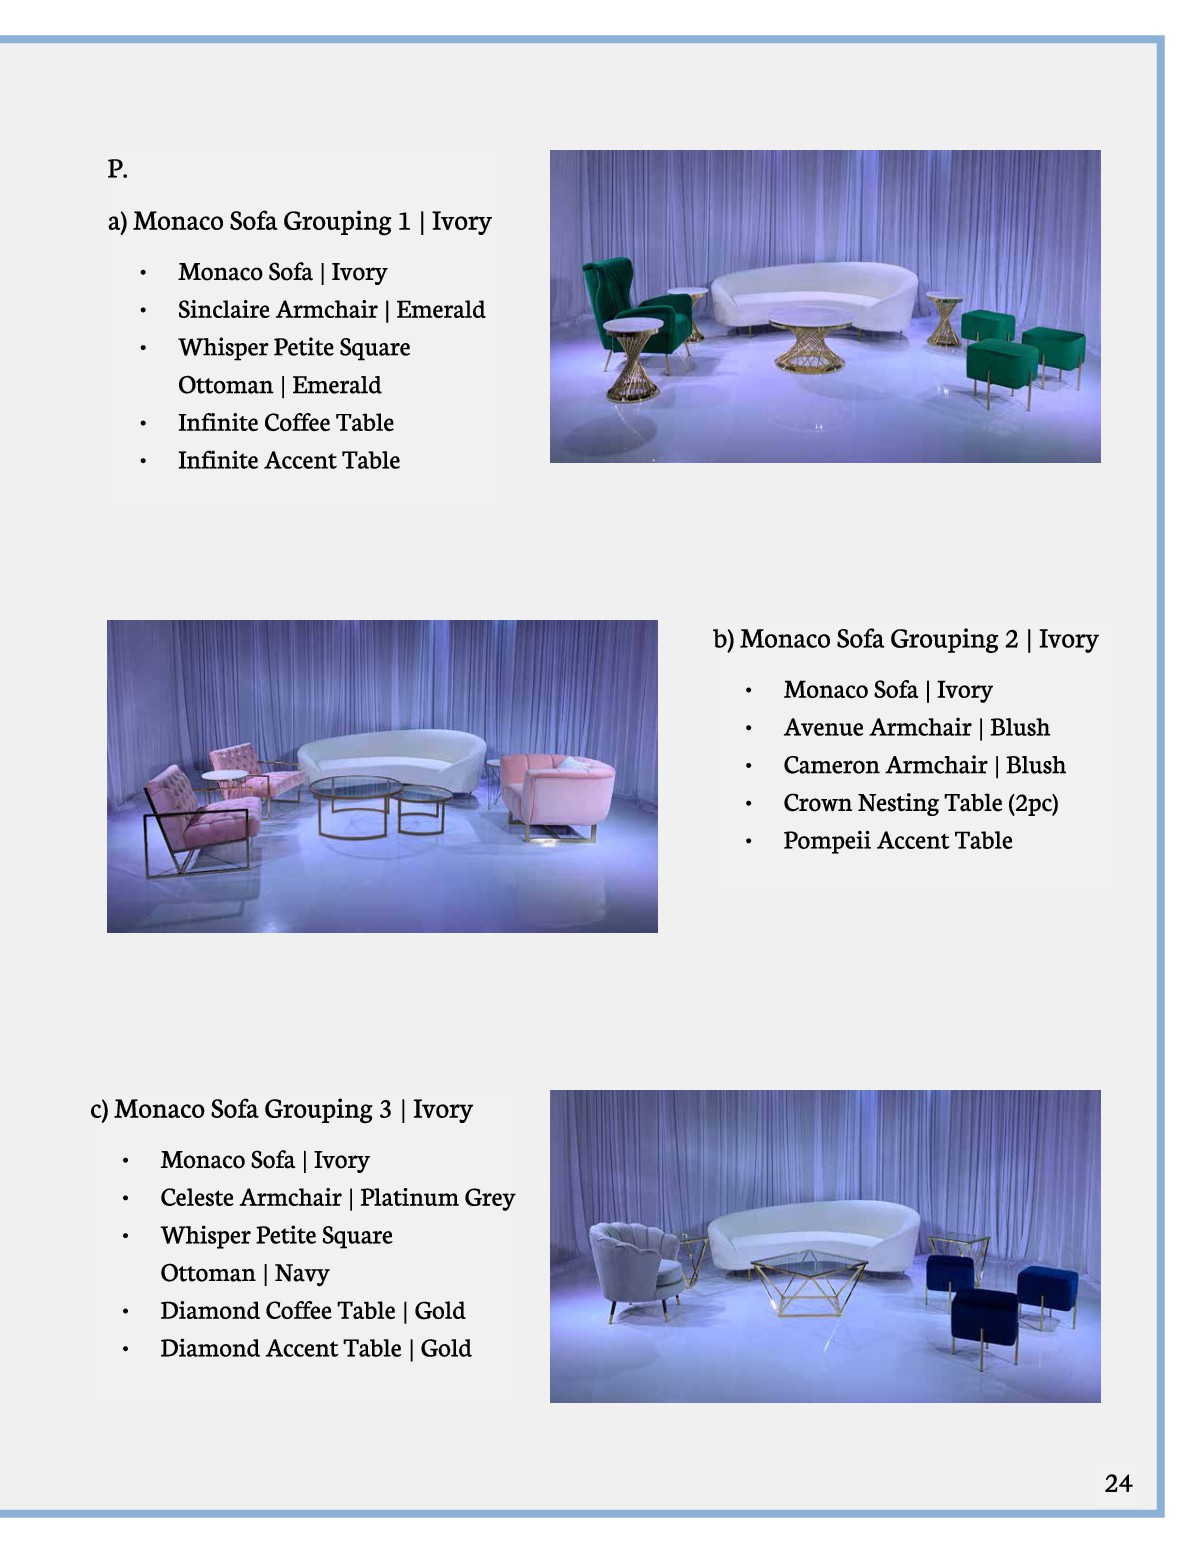 P.
a) Monaco Sofa Grouping 1 | Ivory
• Monaco Sofa | Ivory
• Sinclaire Armchair | Emerald
• Whisper Petite Square
Ottoman | Emerald
• Infinite Coffee Table
• Infinite Accent Table
b) Monaco Sofa Grouping 2 | Ivory
• Monaco Sofa | Ivory
• Avenue Armchair | Blush
• Cameron Armchair | Blush
• Crown Nesting Table (2pc)
• Pompeii Accent Table
c) Monaco Sofa Grouping 3 | Ivory
• Monaco Sofa | Ivory
• Celeste Armchair | Platinum Grey
• Whisper Petite Square
Ottoman | Navy
• Diamond Coffee Table | Gold
• Diamond Accent Table | Gold
24